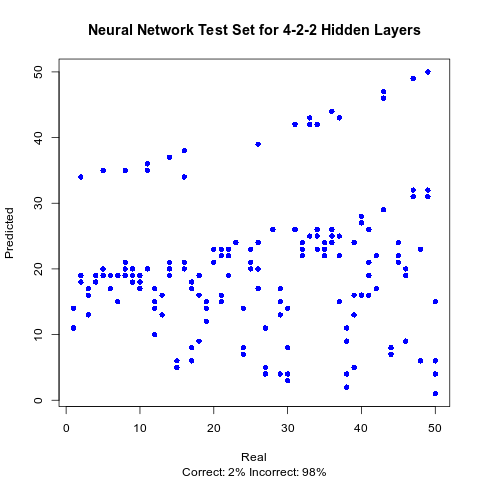 Neural Network Test Set for 4-2-2 Hidden Layers
Predicted
50
40
30
20
10
0
0 10 20 30 40 50
Real
Correct: 2% Incorrect: 98%